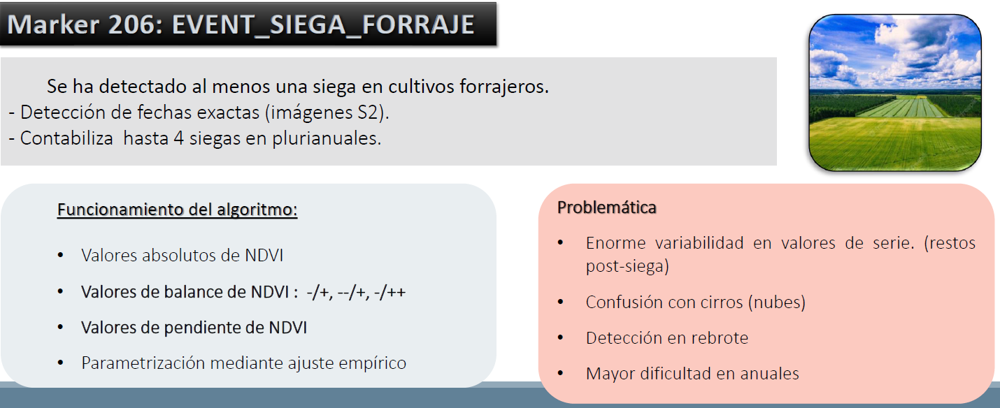 Marker 206: EVENT_SIEGA_FORRAJE
Se ha detectado al menos una siega en cultivos forrajeros.
- Detección de fechas exactas (imágenes S2).
- Contabiliza  hasta 4 siegas en plurianuales.
Funcionamiento del algoritmo:
• Valores absolutos de NDVI
• Valores de balance de NDVI :  -/+, --/+, -/++
• Valores de pendiente de NDVI
• Parametrización mediante ajuste empírico
Problemática
• Enorme variabilidad en valores de serie. (restos
post-siega)
• Confusión con cirros (nubes)
• Detección en rebrote
• Mayor dificultad en anuales